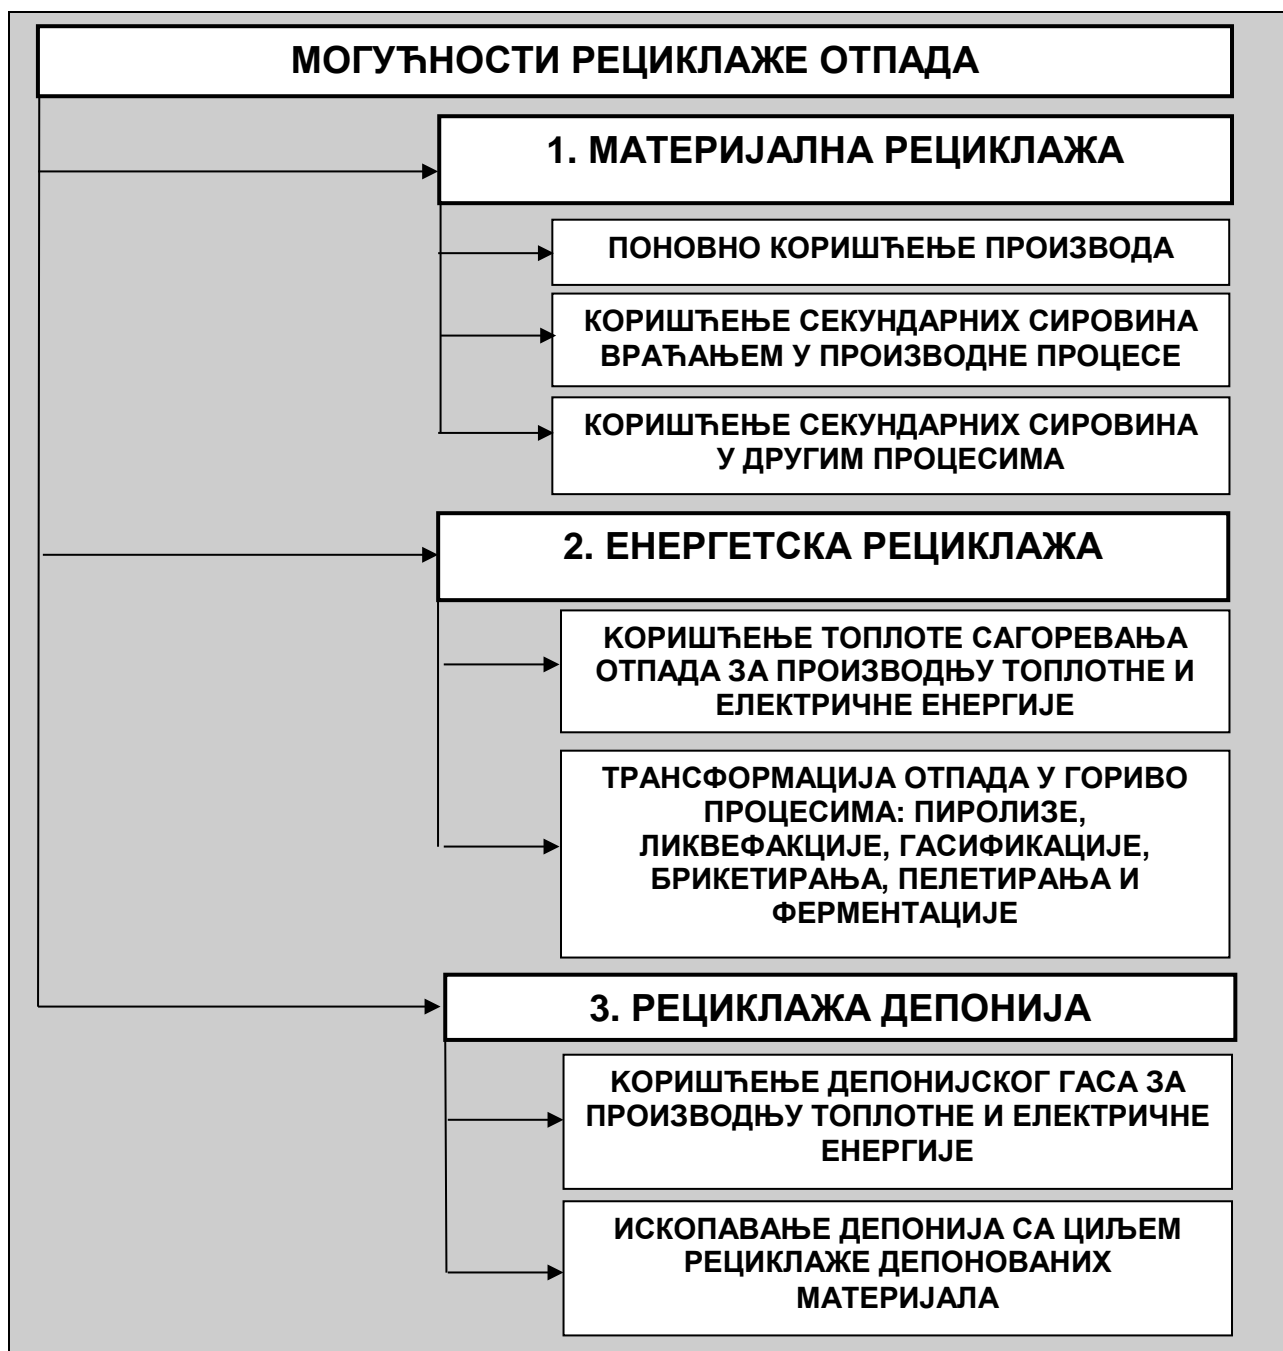 МОГУЋНОСТИ РЕЦИКЛАЖЕ ОТПАДА
1. МАТЕРИЈАЛНА РЕЦИКЛАЖА
ПОНОВНО КОРИШЋЕЊЕ ПРОИЗВОДА
КОРИШЋЕЊЕ СЕКУНДАРНИХ СИРОВИНА
ВРАЋАЊЕМ У ПРОИЗВОДНЕ ПРОЦЕСЕ
КОРИШЋЕЊЕ СЕКУНДАРНИХ СИРОВИНА
У ДРУГИМ ПРОЦЕСИМА
2. ЕНЕРГЕТСКА РЕЦИКЛАЖА
КОРИШЋЕЊЕ ТОПЛОТЕ САГОРЕВАЊА
ОТПАДА ЗА ПРОИЗВОДЊУ ТОПЛОТНЕ И
ЕЛЕКТРИЧНЕ ЕНЕРГИЈЕ
ТРАНСФОРМАЦИЈА ОТПАДА У ГОРИВО
ПРОЦЕСИМА: ПИРОЛИЗЕ,
ЛИКВЕФАКЦИЈЕ, ГАСИФИКАЦИЈЕ,
БРИКЕТИРАЊА, ПЕЛЕТИРАЊА И
ФЕРМЕНТАЦИЈЕ
3. РЕЦИКЛАЖА ДЕПОНИЈА
КОРИШЋЕЊЕ ДЕПОНИЈСКОГ ГАСА ЗА
ПРОИЗВОДЊУ ТОПЛОТНЕ И ЕЛЕКТРИЧНЕ
ЕНЕРГИЈЕ
ИСКОПАВАЊЕ ДЕПОНИЈА СА ЦИЉЕМ
РЕЦИКЛАЖЕ ДЕПОНОВАНИХ
МАТЕРИЈАЛА